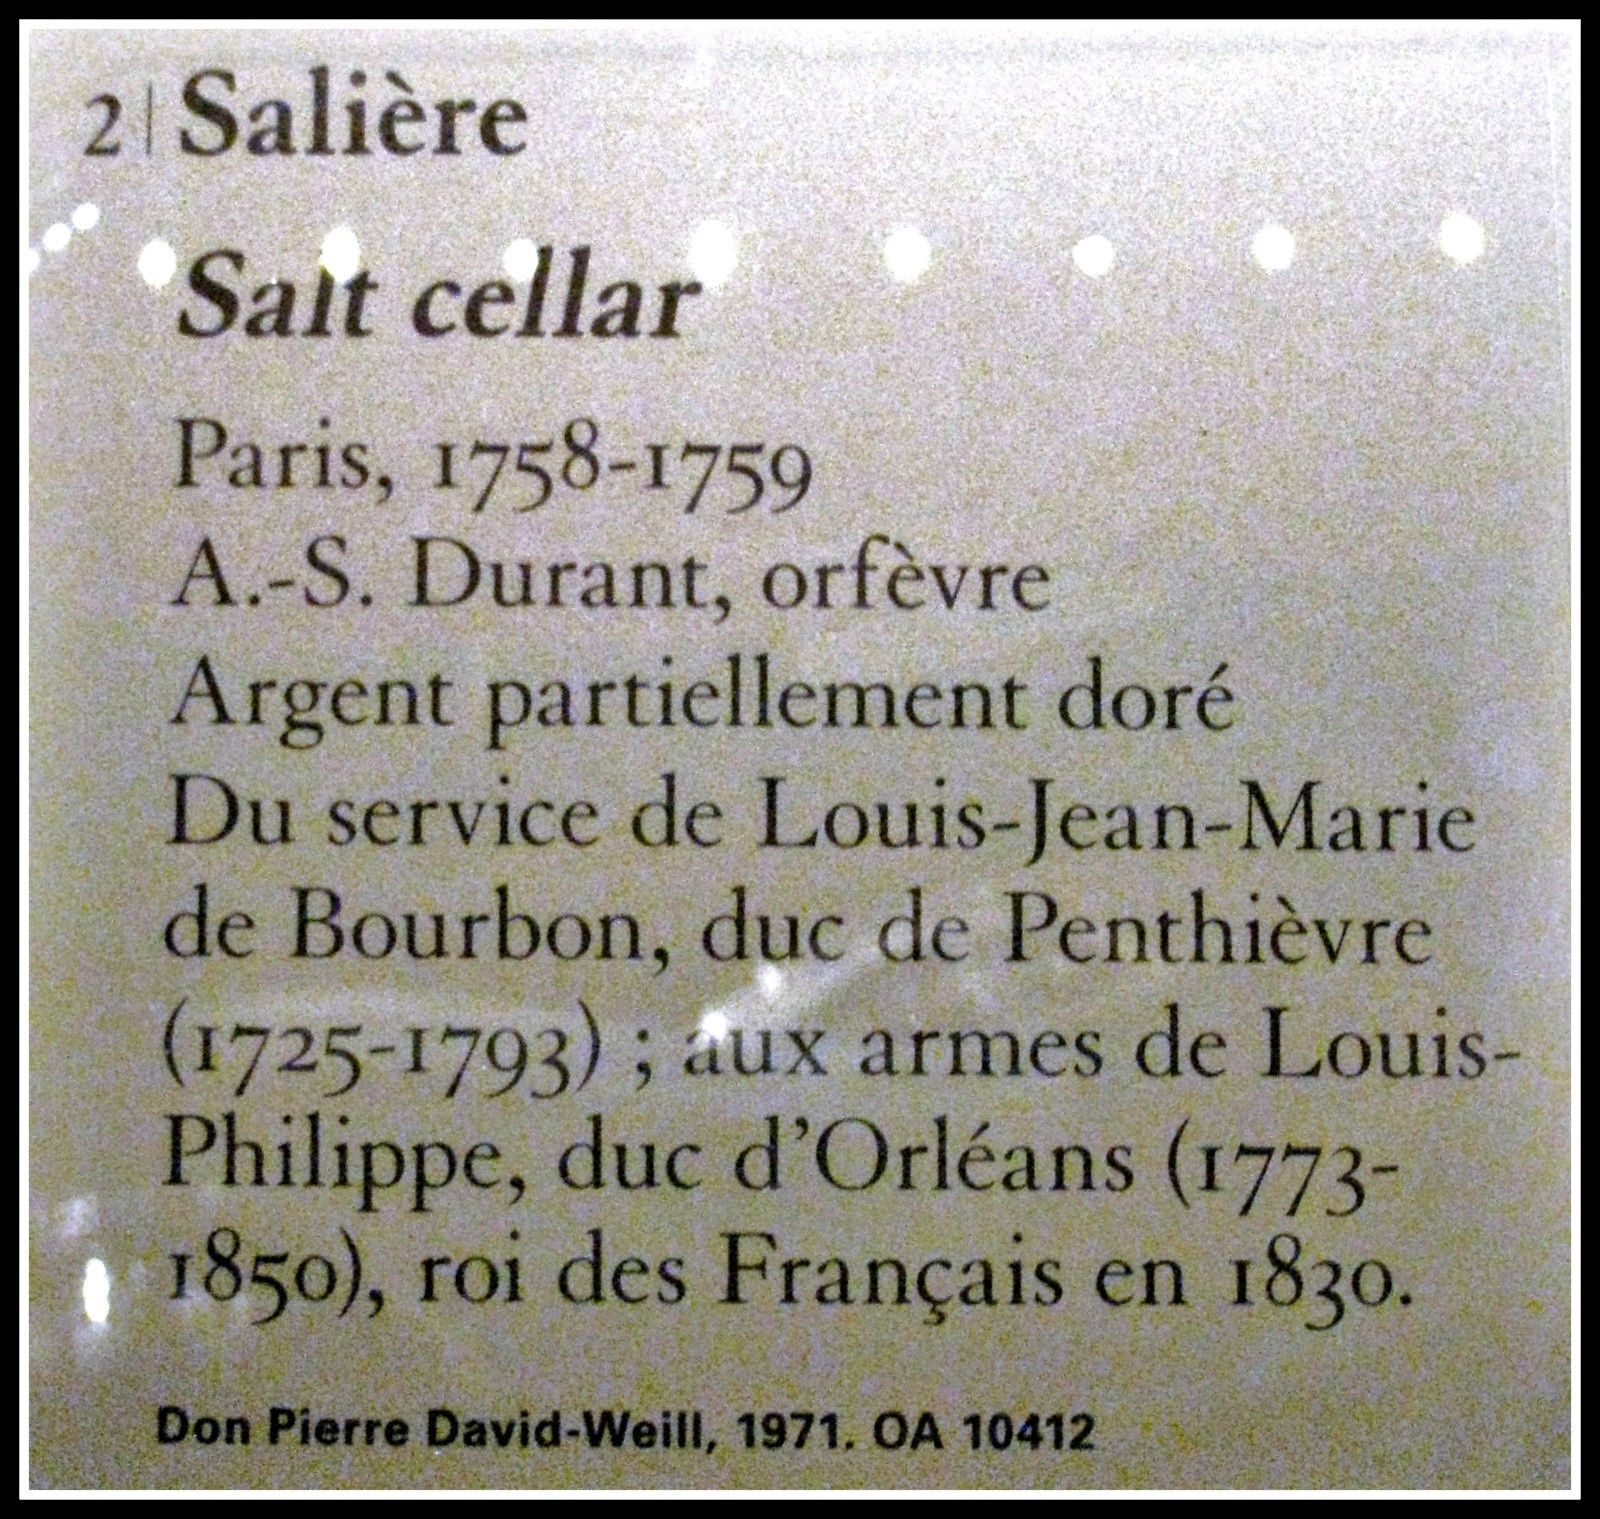 2 | Salière
Salt cellar
Paris, 1758-1759
A.-S. Durant, orfèvre
Argent partiellement doré
Du service de Louis-Jean-Marie
de Bourbon, duc de Penthièvre
(1725-1793) ; aux armes de Louis-
Philippe, duc d'Orléans (1773-
1850), roi des Français en 1830.
Don Pierre David-Weill, 1971. OA 10412